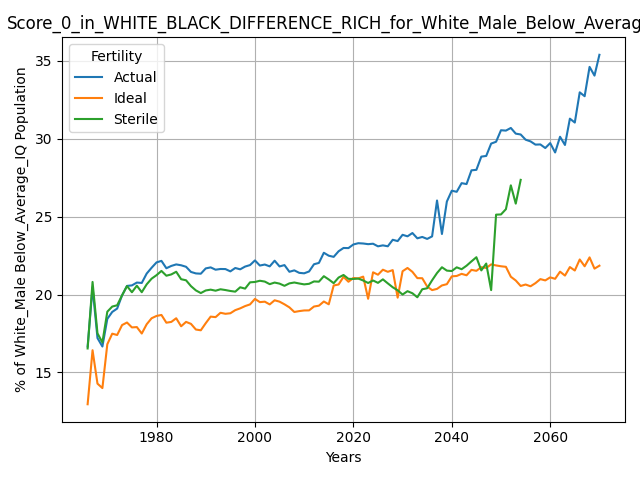 Score_0_in_WHITE_BLACK_DIFFERENCE_RICH_for_White_Male_Below_Averag
Fertility
Actual
Ideal
Sterile
% of White_Male Below_Average_IQ Population
35
30
25
20
15
1980 2000 2020 2040 2060
Years